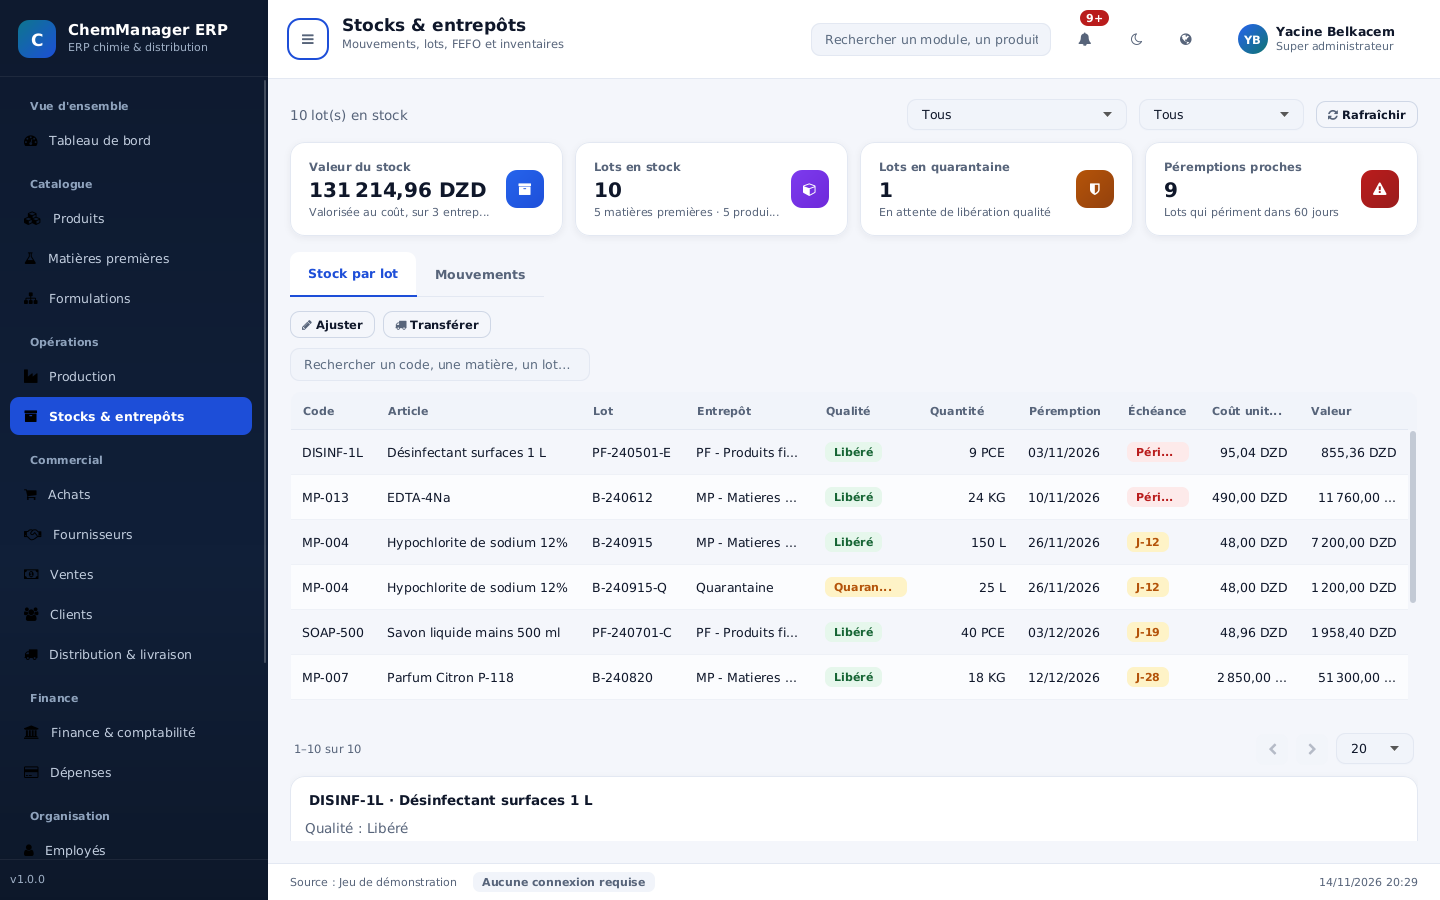 C
ChemManager ERP
ERP chimie & distribution
Vue d'ensemble
Tableau de bord
Catalogue
Produits
Matières premières
Formulations
Opérations
Production
Stocks & entrepôts
Commercial
Achats
Fournisseurs
Ventes
Clients
Distribution & livraison
Finance
Finance & comptabilité
Dépenses
Organisation
Employés
v1.0.0
Stocks & entrepôts
Mouvements, lots, FEFO et inventaires
Rechercher un module, un produit
9+
YB
Yacine Belkacem
Super administrateur
10 lot(s) en stock
Tous
Tous
Rafraîchir
Valeur du stock
131 214,96 DZD
Valorisée au coût, sur 3 entrep...
Lots en stock
10
5 matières premières · 5 produi...
Lots en quarantaine
1
En attente de libération qualité
Péremptions proches
9
Lots qui périment dans 60 jours
Stock par lot
Mouvements
Ajuster
Transférer
Rechercher un code, une matière, un lot...
Code Article Lot Entrepôt Qualité Quantité Péremption Échéance Coût unit... Valeur
DISINF-1L Désinfectant surfaces 1 L PF-240501-E PF - Produits fi... Libéré 9 PCE 03/11/2026 Péri... 95,04 DZD 855,36 DZD
MP-013 EDTA-4Na B-240612 MP - Matieres ... Libéré 24 KG 10/11/2026 Péri... 490,00 DZD 11 760,00 ...
MP-004 Hypochlorite de sodium 12% B-240915 MP - Matieres ... Libéré 150 L 26/11/2026 J-12 48,00 DZD 7 200,00 DZD
MP-004 Hypochlorite de sodium 12% B-240915-Q Quarantaine Quaran... 25 L 26/11/2026 J-12 48,00 DZD 1 200,00 DZD
SOAP-500 Savon liquide mains 500 ml PF-240701-C PF - Produits fi... Libéré 40 PCE 03/12/2026 J-19 48,96 DZD 1 958,40 DZD
MP-007 Parfum Citron P-118 B-240820 MP - Matieres ... Libéré 18 KG 12/12/2026 J-28 2 850,00 ... 51 300,00 ...
1–10 sur 10
20
DISINF-1L · Désinfectant surfaces 1 L
Qualité : Libéré
Source : Jeu de démonstration
Aucune connexion requise
14/11/2026 20:29